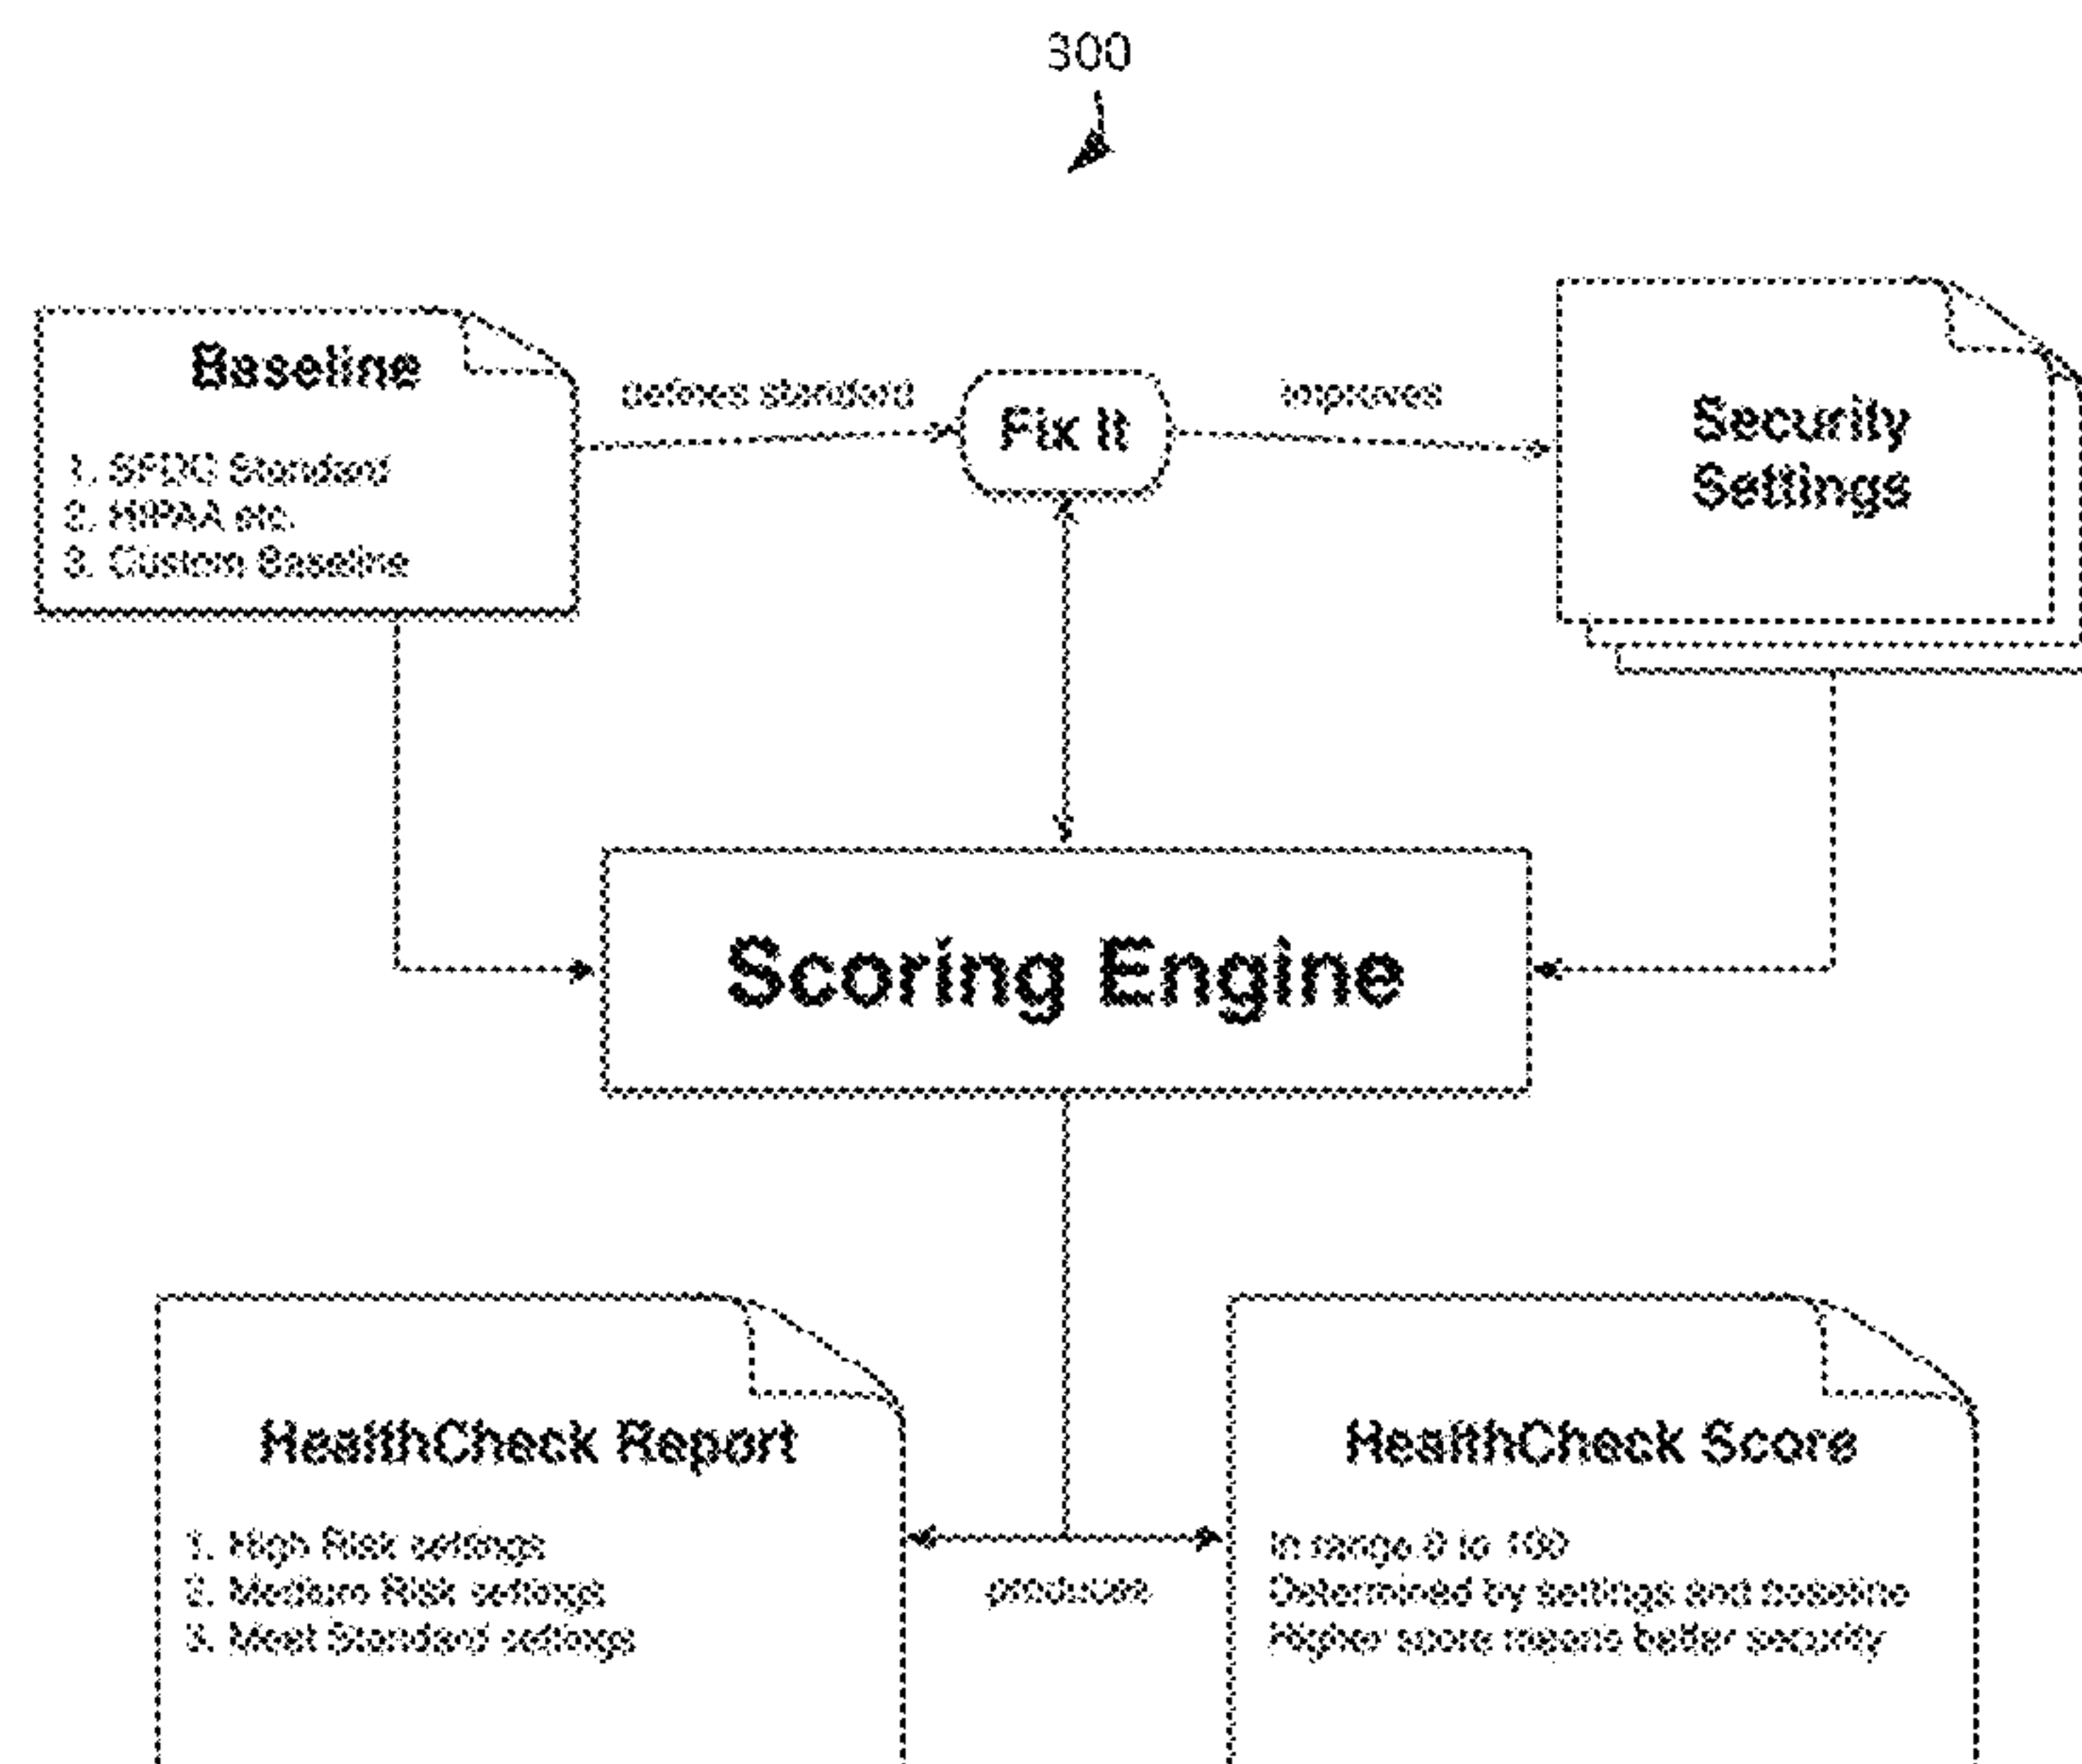 300
Baseline
1. SFDC Standard
2. HIPAA etc.
3. Custom Baseline
defines standard
Fix It
improves
Security
Settings
Scoring Engine
HealthCheck Report
1. High Risk settings
2. Medium Risk settings
3. Meet Standard settings
produces
HealthCheck Score
In range 0 to 100
Determined by settings and baseline
Higher score means better security